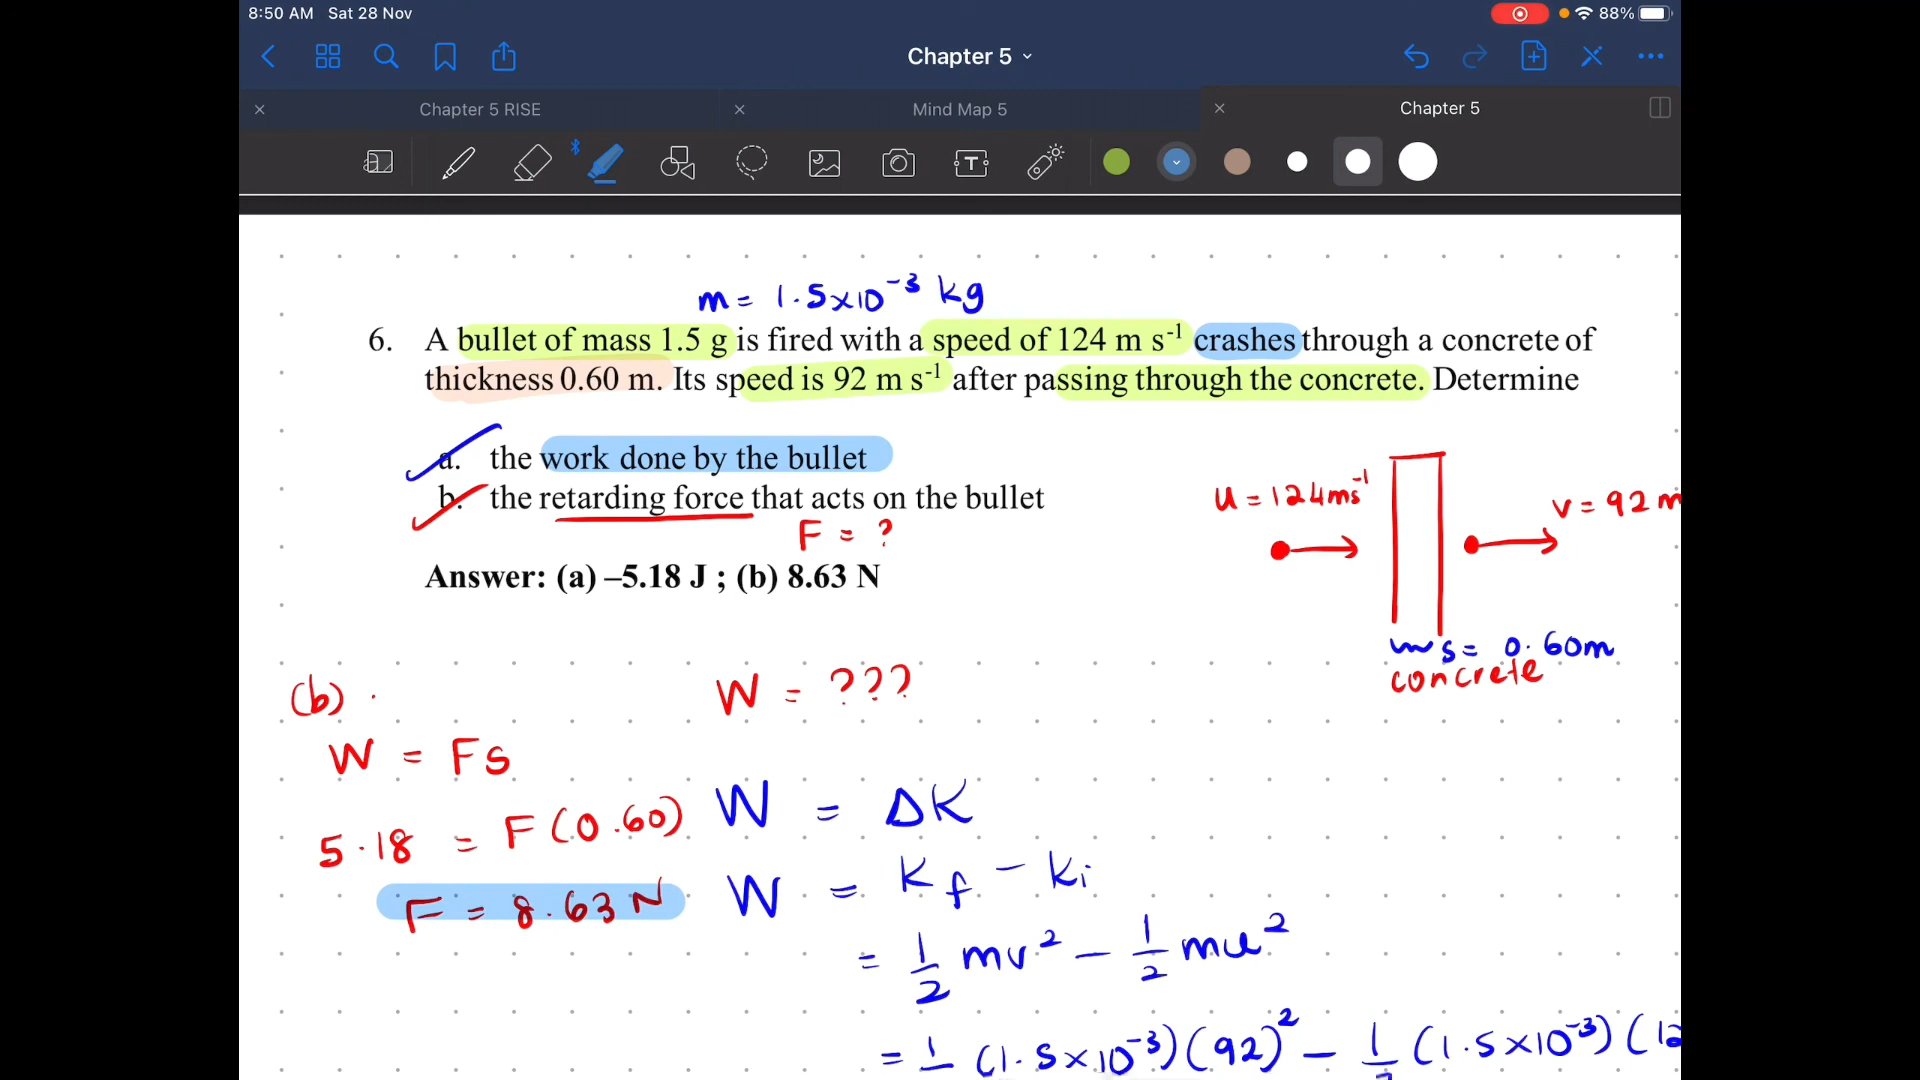 8:50 AM Sat 28 Nov
88%
Chapter 5
Chapter 5 RISE
Mind Map 5
Chapter 5
m = 1.5x10⁻³ kg
6. A bullet of mass 1.5 g is fired with a speed of 124 m s⁻¹ crashes through a concrete of
thickness 0.60 m. Its speed is 92 m s⁻¹ after passing through the concrete. Determine
a. the work done by the bullet
b. the retarding force that acts on the bullet
F = ?
Answer: (a) –5.18 J ; (b) 8.63 N
u = 124ms⁻¹
v = 92 m
s = 0.60m
concrete
(b)
W = Fs
5.18 = F(0.60)
F = 8.63 N
W = ???
W = ΔK
W = Kf - Ki
= 1/2 mv² - 1/2 mu²
= 1 (1.5x10⁻³)(92)² - 1 (1.5x10⁻³)(12